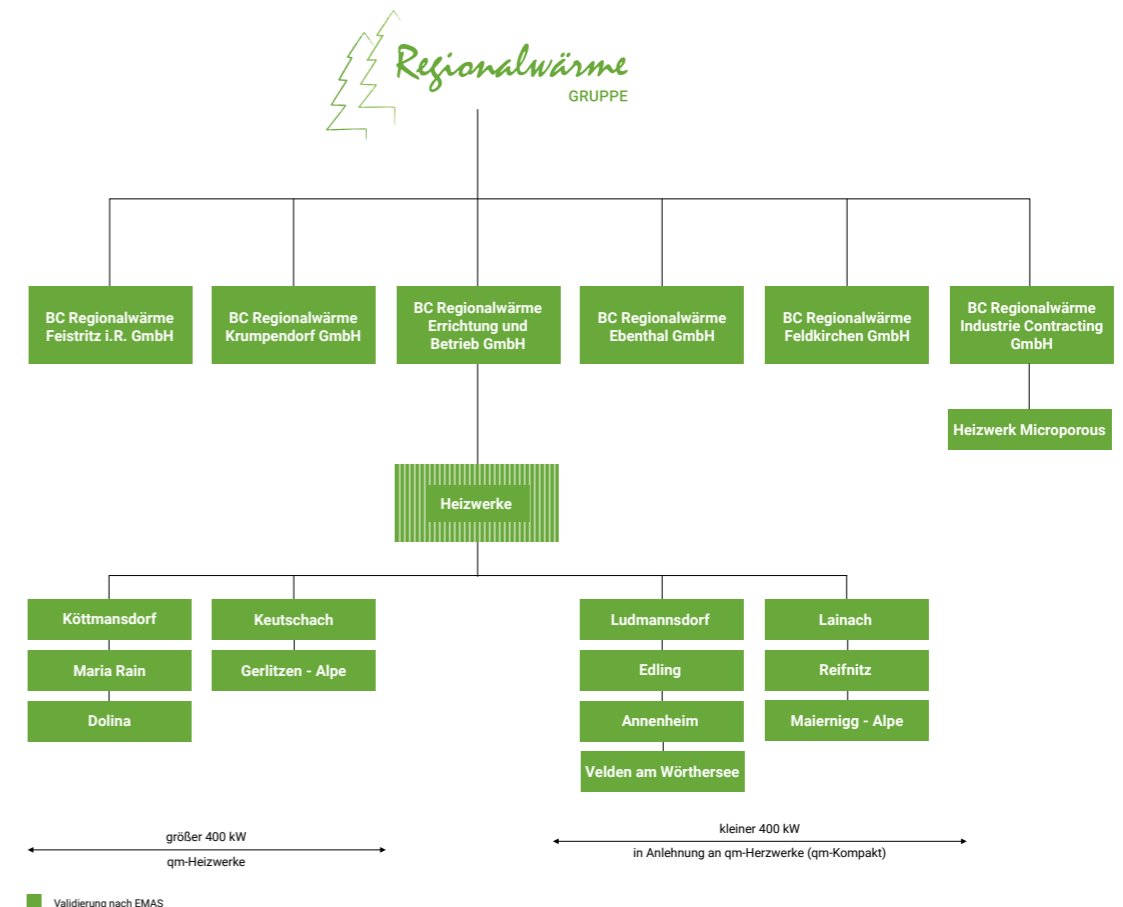 Regionalwärme
GRUPPE
BC Regionalwärme
Feistritz i.R. GmbH
BC Regionalwärme
Krumpendorf GmbH
BC Regionalwärme
Errichtung und
Betrieb GmbH
BC Regionalwärme
Ebenthal GmbH
BC Regionalwärme
Feldkirchen GmbH
BC Regionalwärme
Industrie Contracting
GmbH
Heizwerk Microporous
Heizwerke
Köttmansdorf
Maria Rain
Dolina
Keutschach
Gerlitzen - Alpe
Ludmannsdorf
Edling
Annenheim
Velden am Wörthersee
Lainach
Reifnitz
Maiernigg - Alpe
größer 400 kW
qm-Heizwerke
kleiner 400 kW
in Anlehnung an qm-Herzwerke (qm-Kompakt)
Validierung nach EMAS